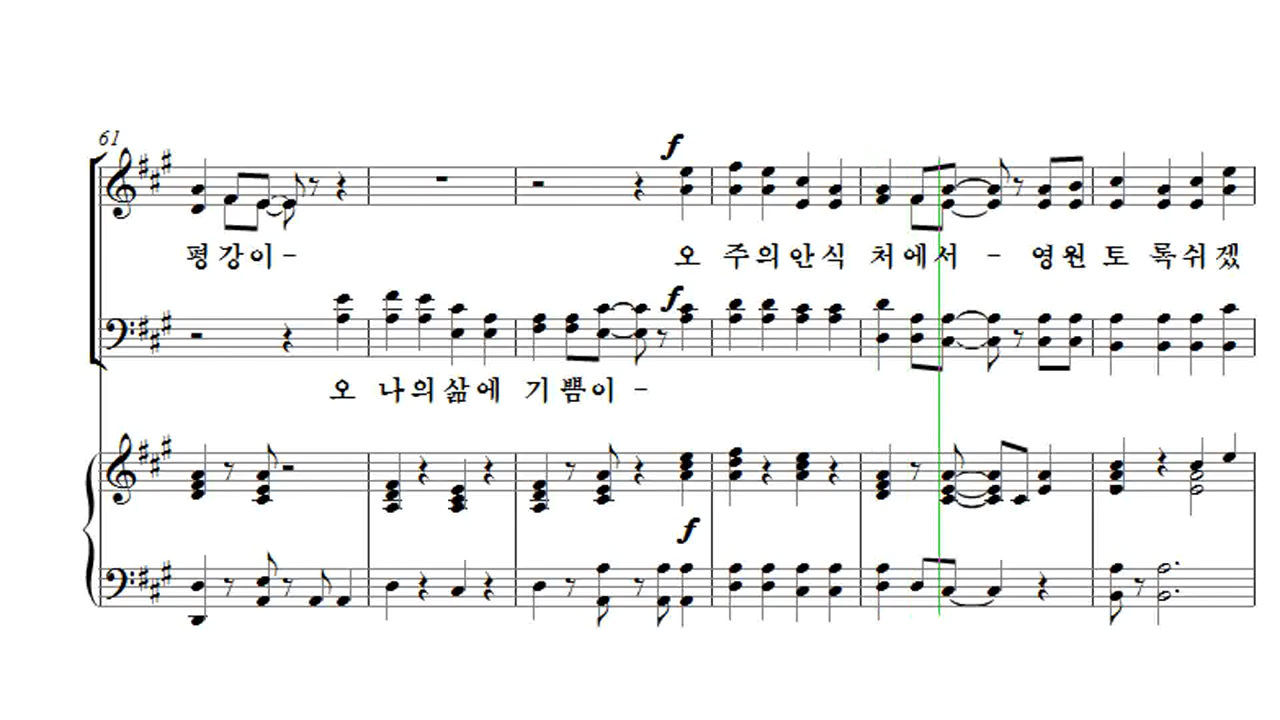 61
f
평 강 이 -
오 주 의 안 식 처 에 서 - 영 원 토 록 쉬 겠
f
오 나 의 삶 에 기 쁨 이 -
f